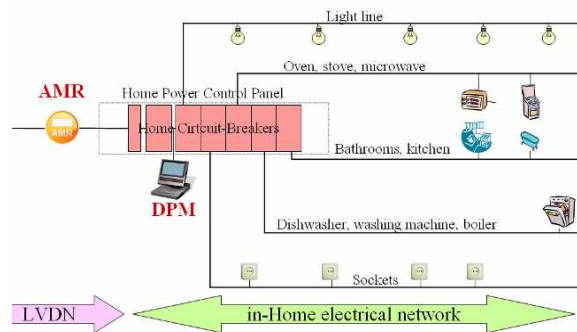 Light line
Oven, stove, microwave
Home Power Control Panel
AMR
AMR
Home-Cirtcuit-Breakers
Bathrooms, kitchen
DPM
Dishwasher, washing machine, boiler
Sockets
LVDN
in-Home electrical network